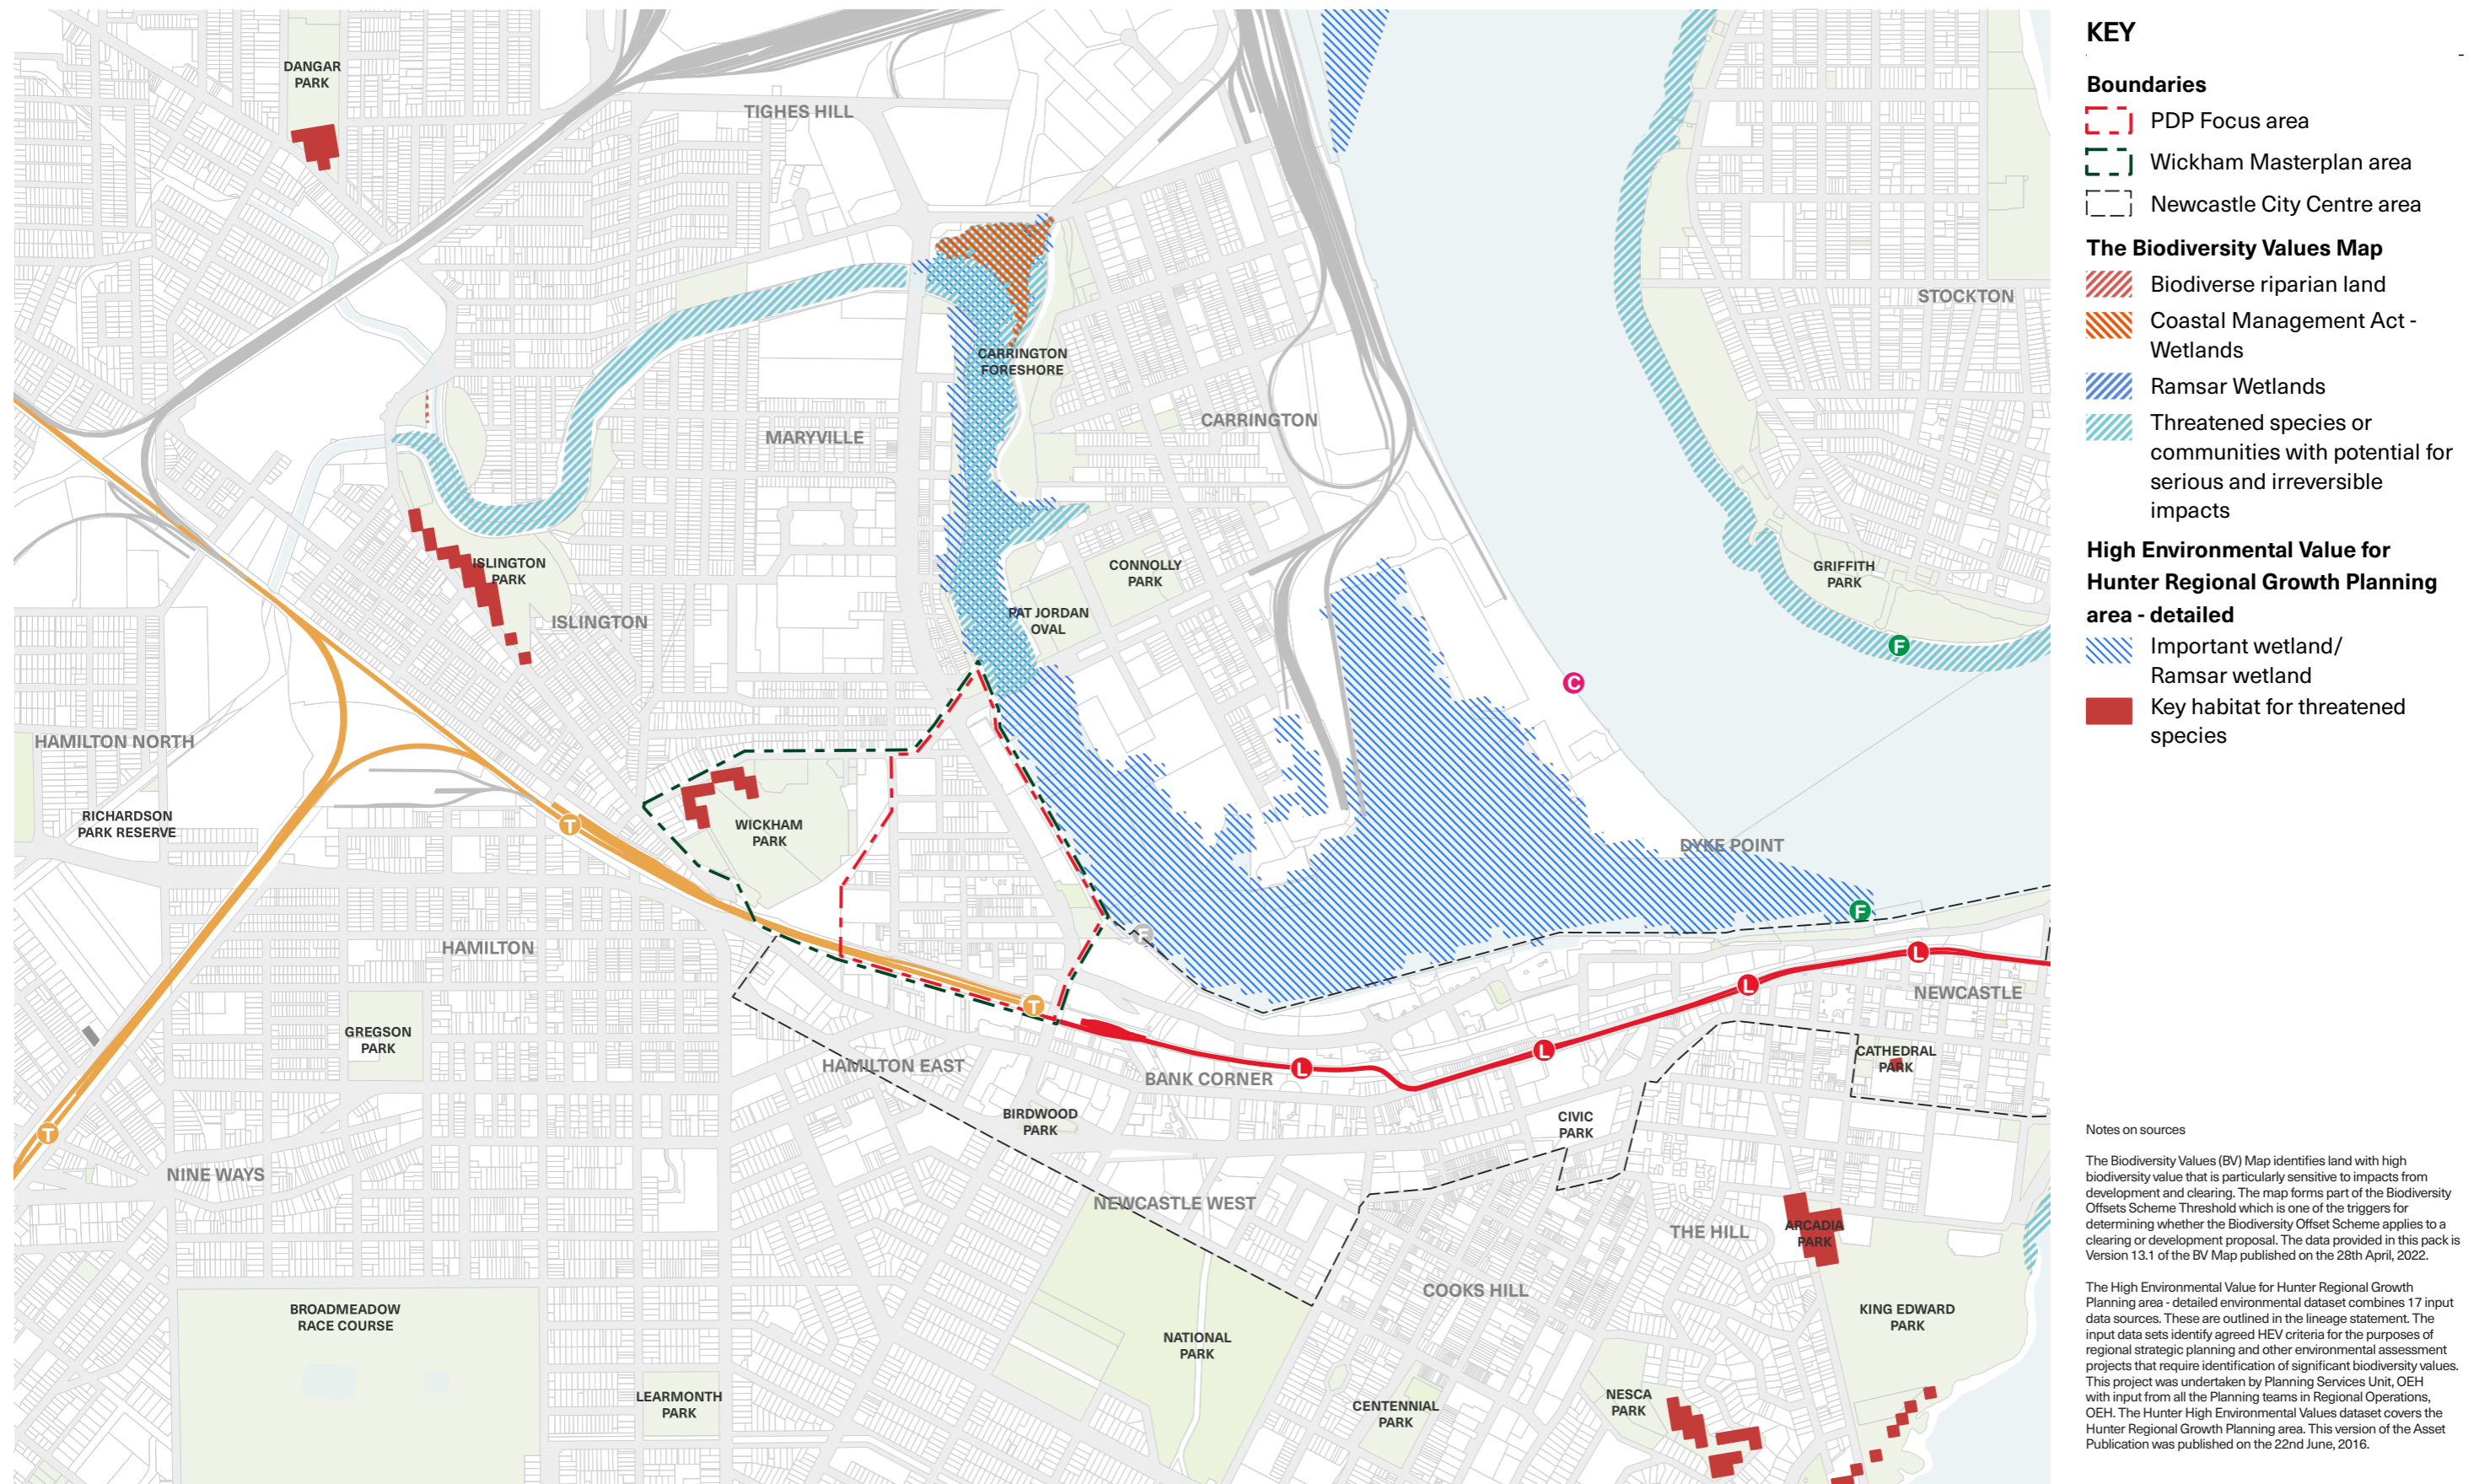 DANGAR
PARK
TIGHES HILL
STOCKTON
CARRINGTON
FORESHORE
CARRINGTON
MARYVILLE
ISLINGTON
PARK
CONNOLLY
PARK
GRIFFITH
PARK
PAT JORDAN
OVAL
ISLINGTON
F
C
HAMILTON NORTH
RICHARDSON
PARK RESERVE
T
WICKHAM
PARK
DYKE POINT
F
F
HAMILTON
L
NEWCASTLE
L
T
GREGSON
PARK
L
CATHEDRAL
PARK
HAMILTON EAST
L
BANK CORNER
BIRDWOOD
PARK
CIVIC
PARK
T
NINE WAYS
NEWCASTLE WEST
THE HILL
ARCADIA
PARK
COOKS HILL
BROADMEADOW
RACE COURSE
KING EDWARD
PARK
NATIONAL
PARK
LEARMONTH
PARK
CENTENNIAL
PARK
NESCA
PARK
KEY
Boundaries
PDP Focus area
Wickham Masterplan area
Newcastle City Centre area
The Biodiversity Values Map
Biodiverse riparian land
Coastal Management Act -
Wetlands
Ramsar Wetlands
Threatened species or
communities with potential for
serious and irreversible
impacts
High Environmental Value for
Hunter Regional Growth Planning
area - detailed
Important wetland/
Ramsar wetland
Key habitat for threatened
species
Notes on sources
The Biodiversity Values (BV) Map identifies land with high
biodiversity value that is particularly sensitive to impacts from
development and clearing. The map forms part of the Biodiversity
Offsets Scheme Threshold which is one of the triggers for
determining whether the Biodiversity Offset Scheme applies to a
clearing or development proposal. The data provided in this pack is
Version 13.1 of the BV Map published on the 28th April, 2022.
The High Environmental Value for Hunter Regional Growth
Planning area - detailed environmental dataset combines 17 input
data sources. These are outlined in the lineage statement. The
input data sets identify agreed HEV criteria for the purposes of
regional strategic planning and other environmental assessment
projects that require identification of significant biodiversity values.
This project was undertaken by Planning Services Unit, OEH
with input from all the Planning teams in Regional Operations,
OEH. The Hunter High Environmental Values dataset covers the
Hunter Regional Growth Planning area. This version of the Asset
Publication was published on the 22nd June, 2016.